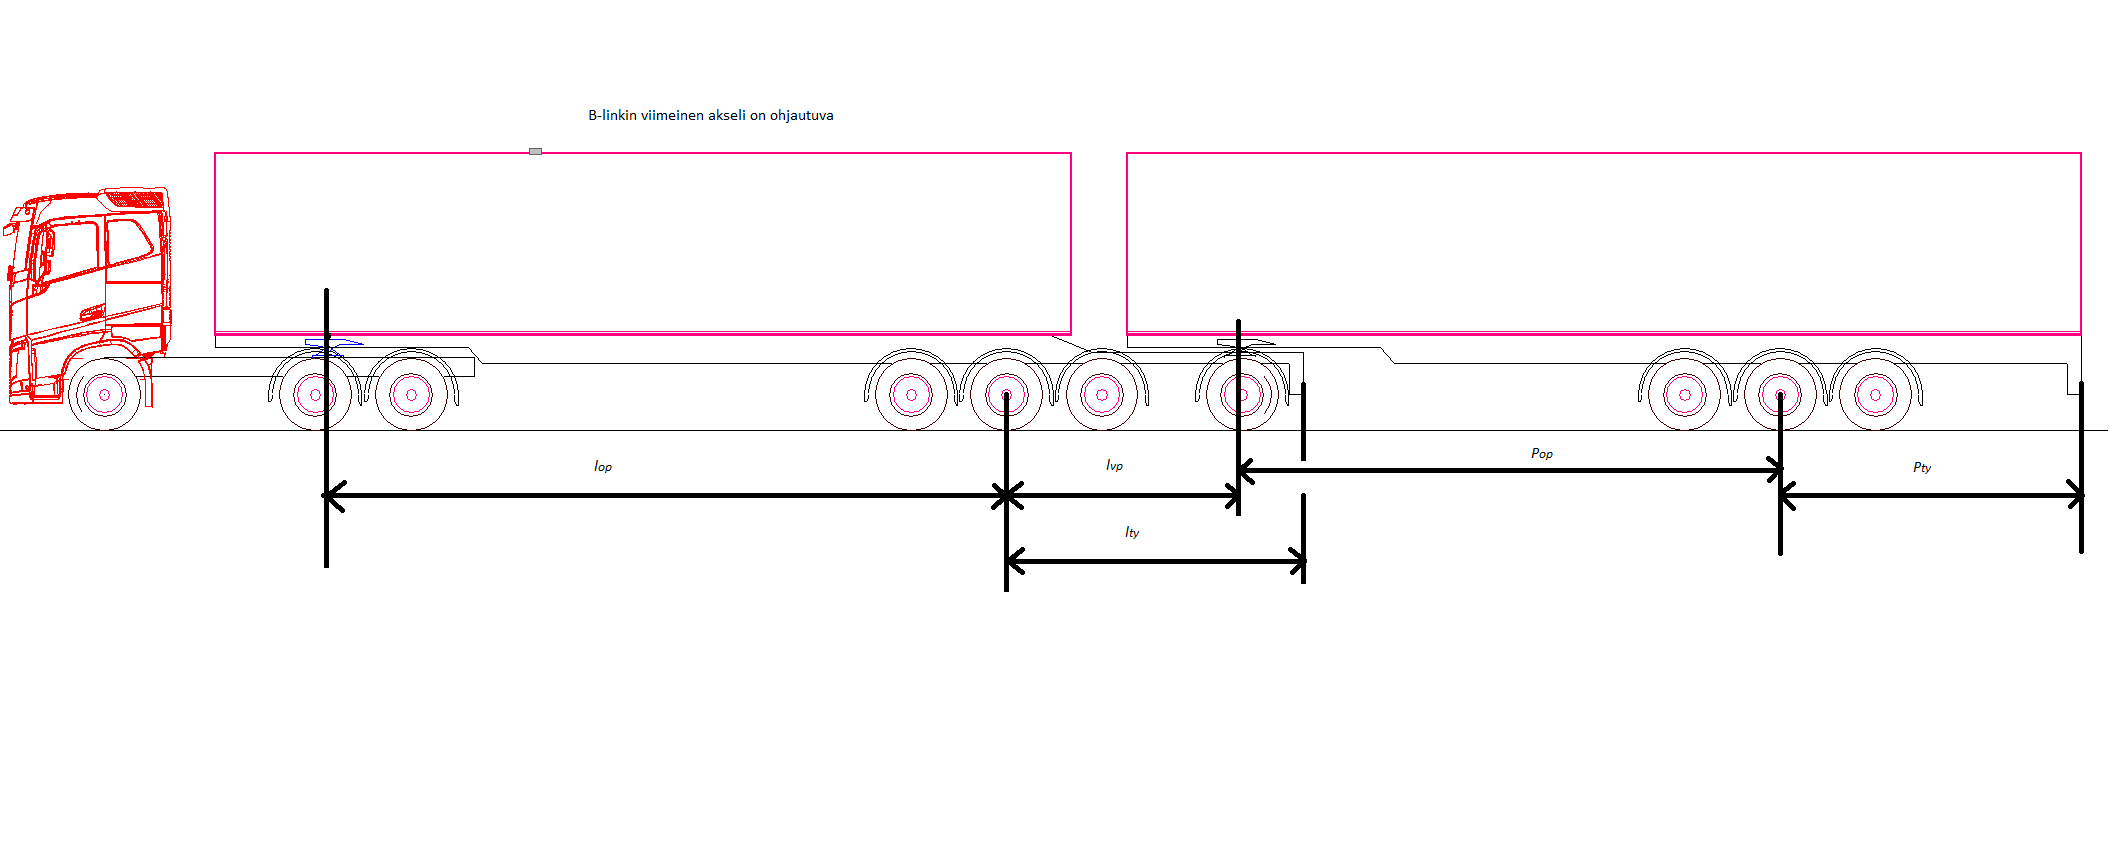 B-linkin viimeinen akseli on ohjautuva
lop
lvp
Pop
Pty
lty